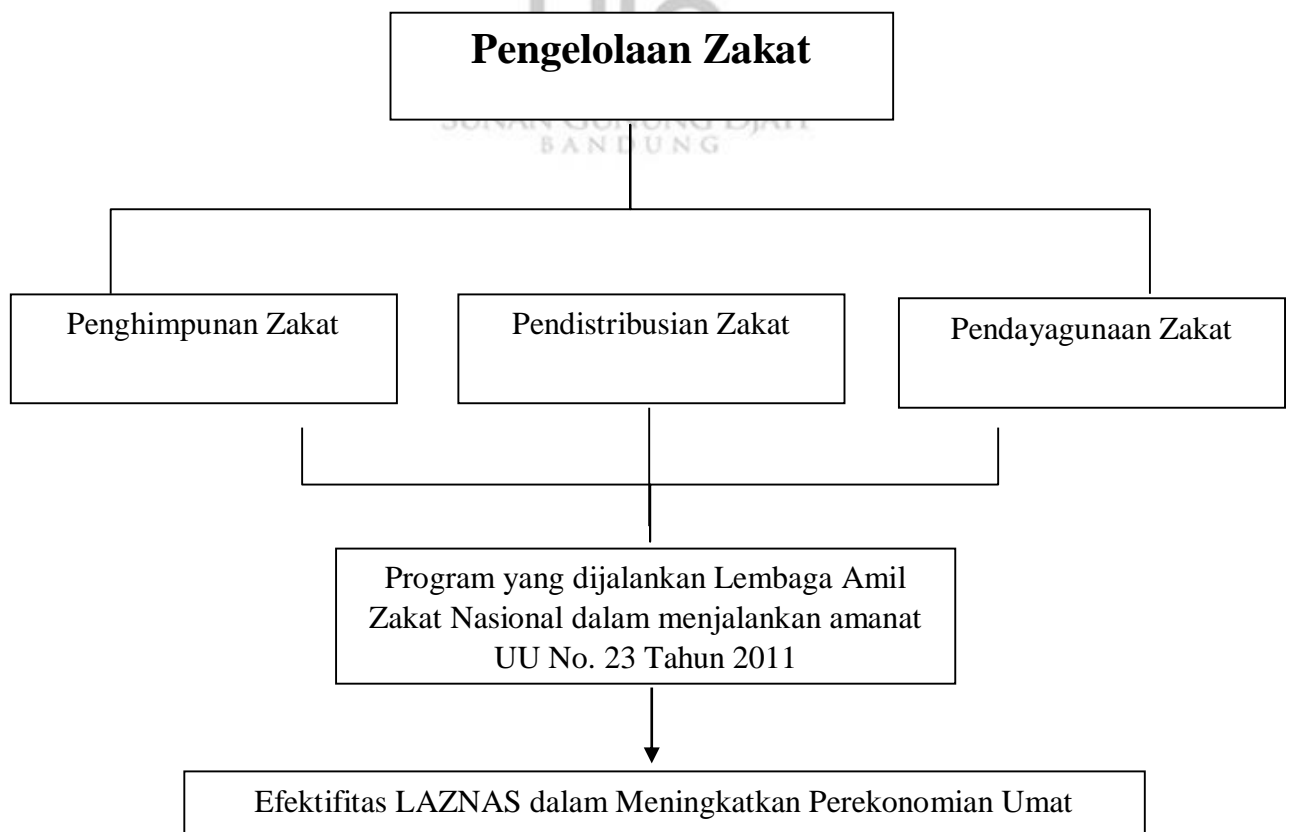 Pengelolaan Zakat
SUNAN GUNUNG DJATI
BANDUNG
Penghimpunan Zakat
Pendistribusian Zakat
Pendayagunaan Zakat
Program yang dijalankan Lembaga Amil
Zakat Nasional dalam menjalankan amanat
UU No. 23 Tahun 2011
Efektifitas LAZNAS dalam Meningkatkan Perekonomian Umat